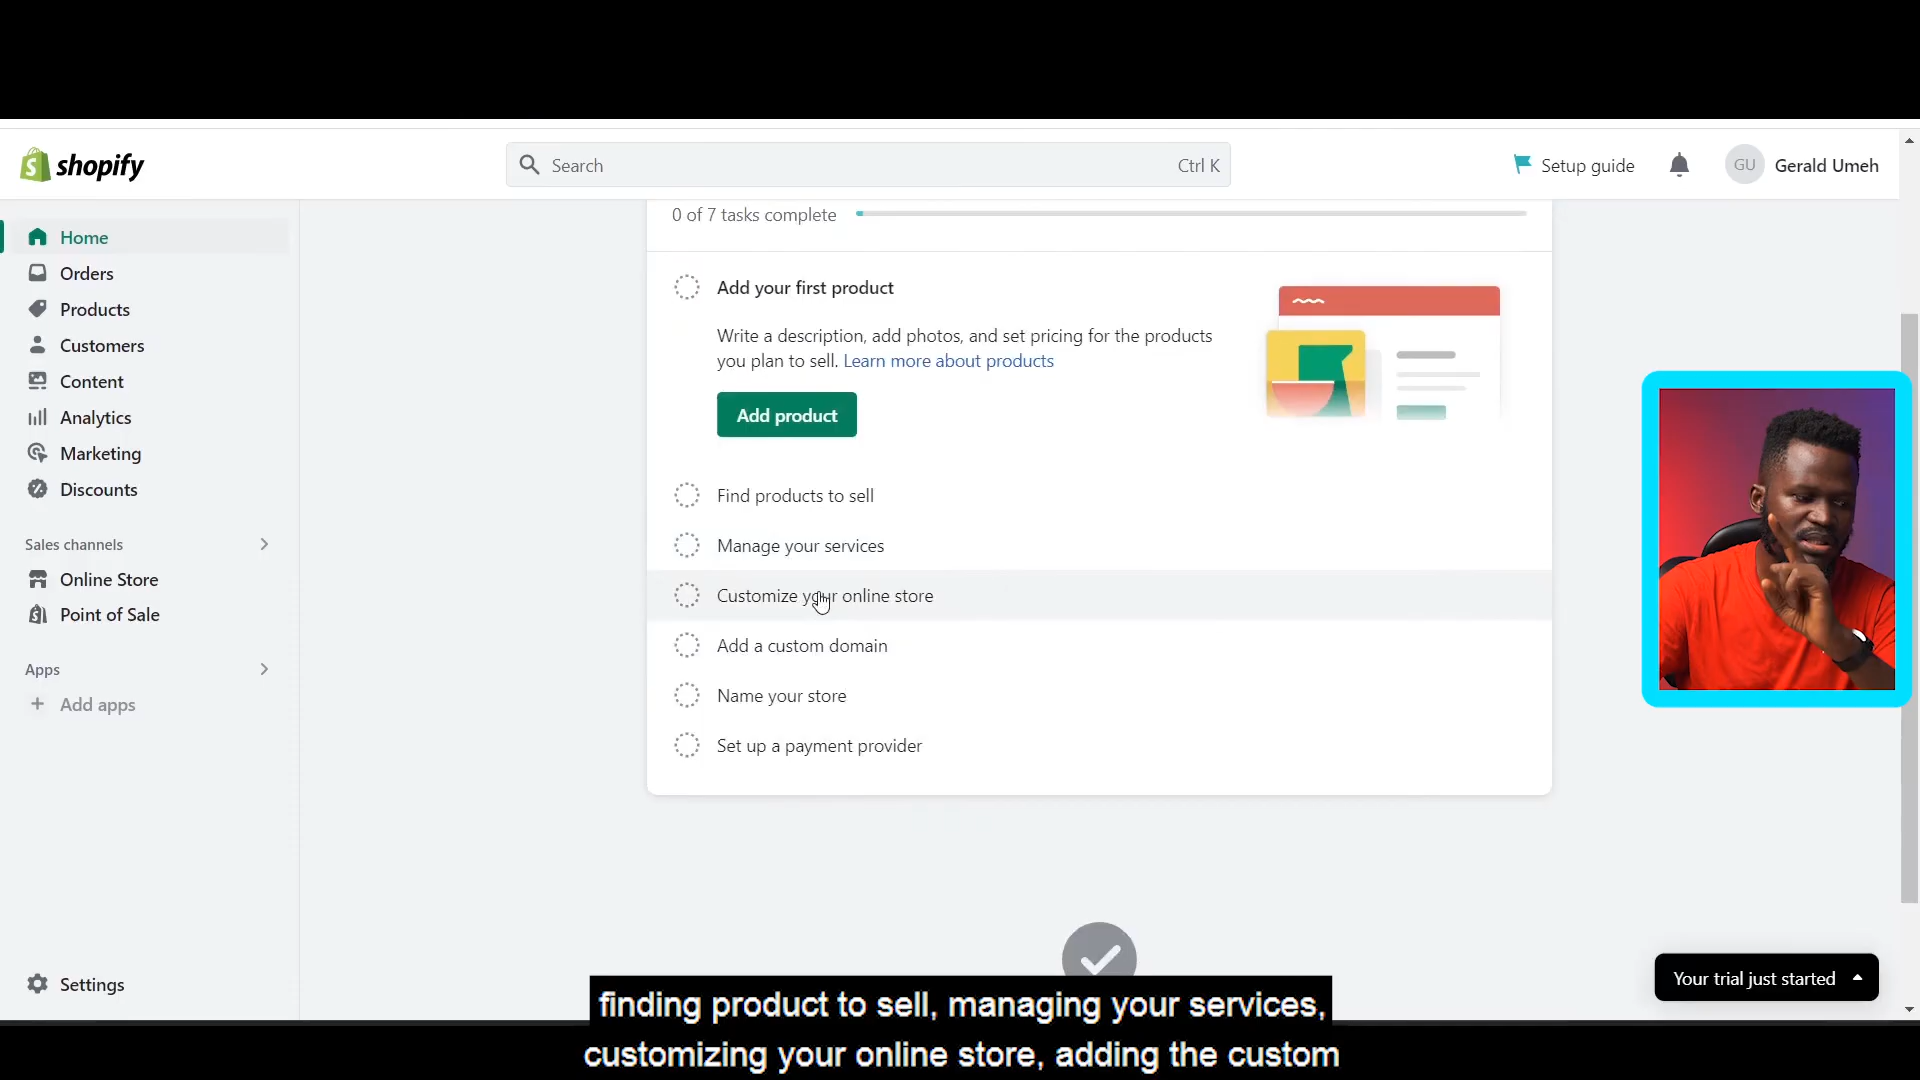 shopify
Search
Ctrl K
Setup guide
GU
Gerald Umeh
Home
Orders
Products
Customers
Content
Analytics
Marketing
Discounts
Sales channels
Online Store
Point of Sale
Apps
Add apps
Settings
0 of 7 tasks complete
Add your first product
Write a description, add photos, and set pricing for the products
you plan to sell. Learn more about products
Add product
Find products to sell
Manage your services
Customize your online store
Add a custom domain
Name your store
Set up a payment provider
Your trial just started
finding product to sell, managing your services,
customizing your online store, adding the custom